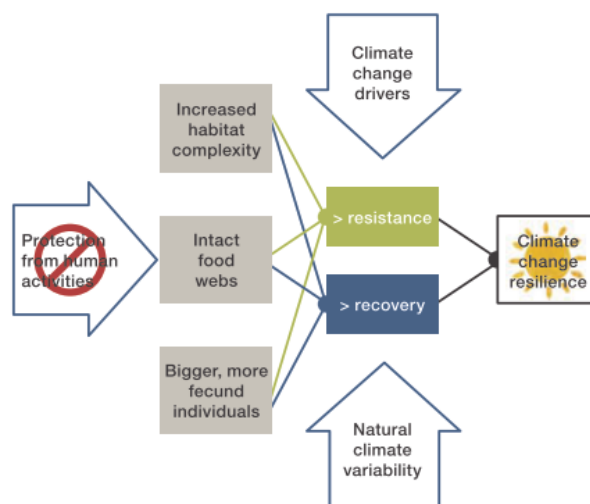 Climate
change
drivers
Increased
habitat
complexity
> resistance
Protection
from human
activities
Intact
food
webs
Climate
change
resilience
> recovery
Bigger, more
fecund
individuals
Natural
climate
variability